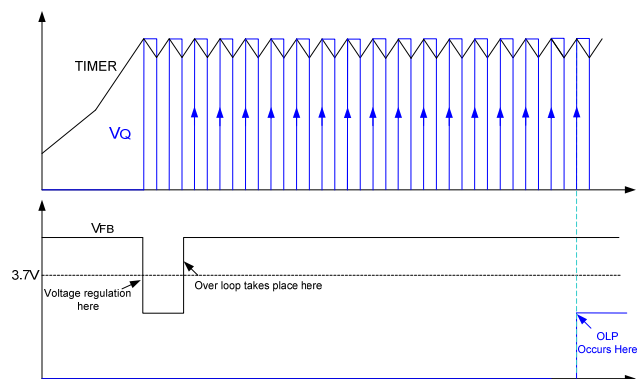 TIMER
VQ
VFB
3.7V
Voltage regulation
here
Over loop takes place here
OLP
Occurs Here